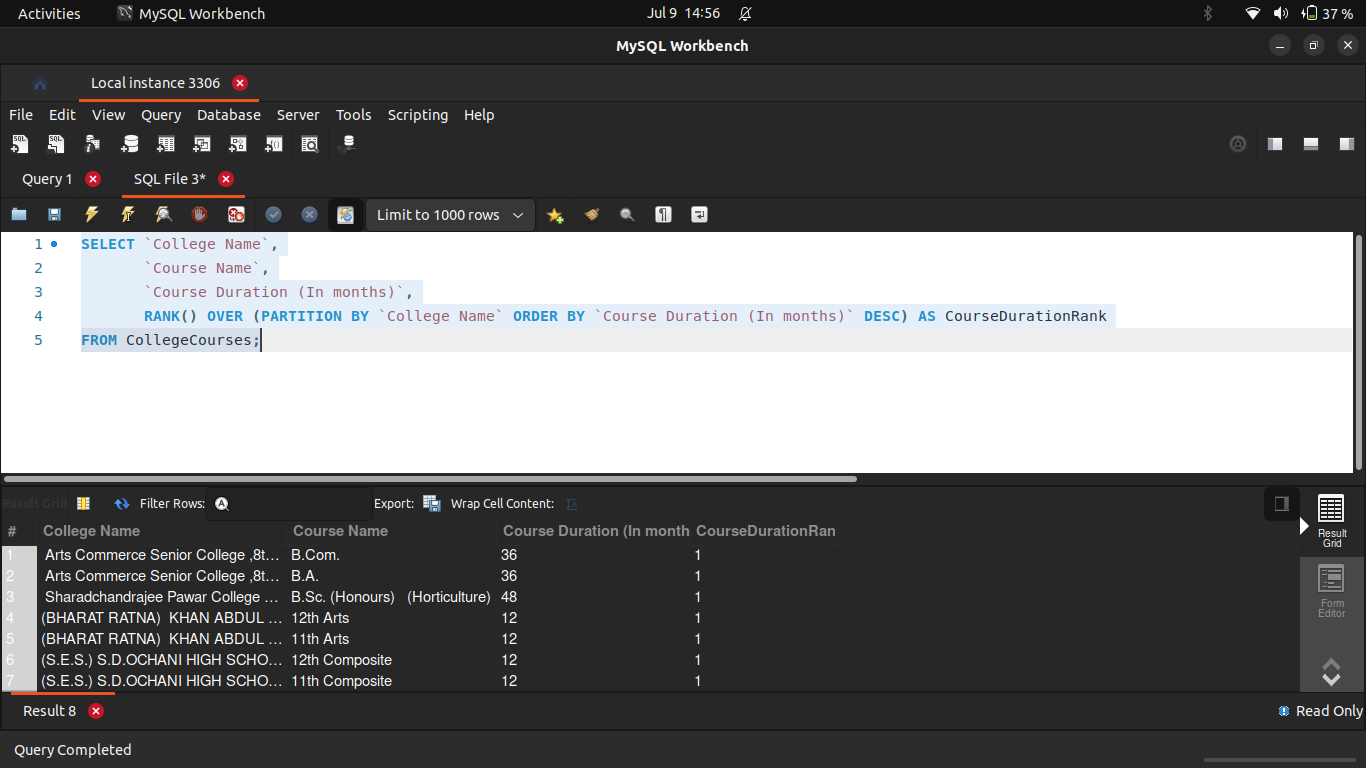 Activities MySQL Workbench Jul 9 14:56 37 %
MySQL Workbench
Local instance 3306
File Edit View Query Database Server Tools Scripting Help
Query 1 SQL File 3*
Limit to 1000 rows
1 SELECT `College Name`,
2 `Course Name`,
3 `Course Duration (In months)`,
4 RANK() OVER (PARTITION BY `College Name` ORDER BY `Course Duration (In months)` DESC) AS CourseDurationRank
5 FROM CollegeCourses;
Result Grid Filter Rows: Export: Wrap Cell Content:
# College Name Course Name Course Duration (In month CourseDurationRan
1 Arts Commerce Senior College ,8t... B.Com. 36 1
2 Arts Commerce Senior College ,8t... B.A. 36 1
3 Sharadchandrajee Pawar College ... B.Sc. (Honours) (Horticulture) 48 1
4 (BHARAT RATNA) KHAN ABDUL ... 12th Arts 12 1
5 (BHARAT RATNA) KHAN ABDUL ... 11th Arts 12 1
6 (S.E.S.) S.D.OCHANI HIGH SCHO... 12th Composite 12 1
7 (S.E.S.) S.D.OCHANI HIGH SCHO... 11th Composite 12 1
Result
Grid
Form
Editor
Result 8 Read Only
Query Completed